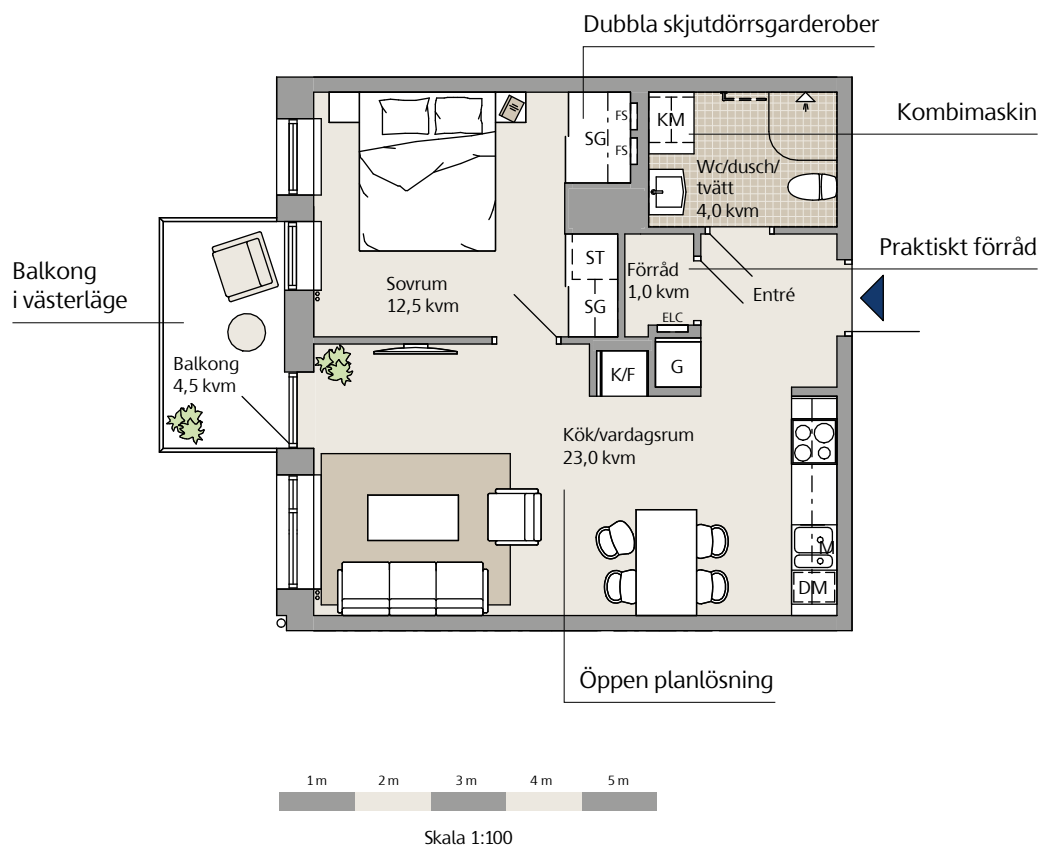 Dubbla skjutdörrsgarderober
Kombimaskin
FS
KM
SG
FS
Wc/dusch/
tvätt
4,0 kvm
Praktiskt förråd
Balkong
i västerläge
ST
Förråd
1,0 kvm
Sovrum
12,5 kvm
Entré
SG
ELC
Balkong
4,5 kvm
K/F
G
Kök/vardagsrum
23,0 kvm
M
DM
Öppen planlösning
1 m 2 m 3 m 4 m 5 m
Skala 1:100